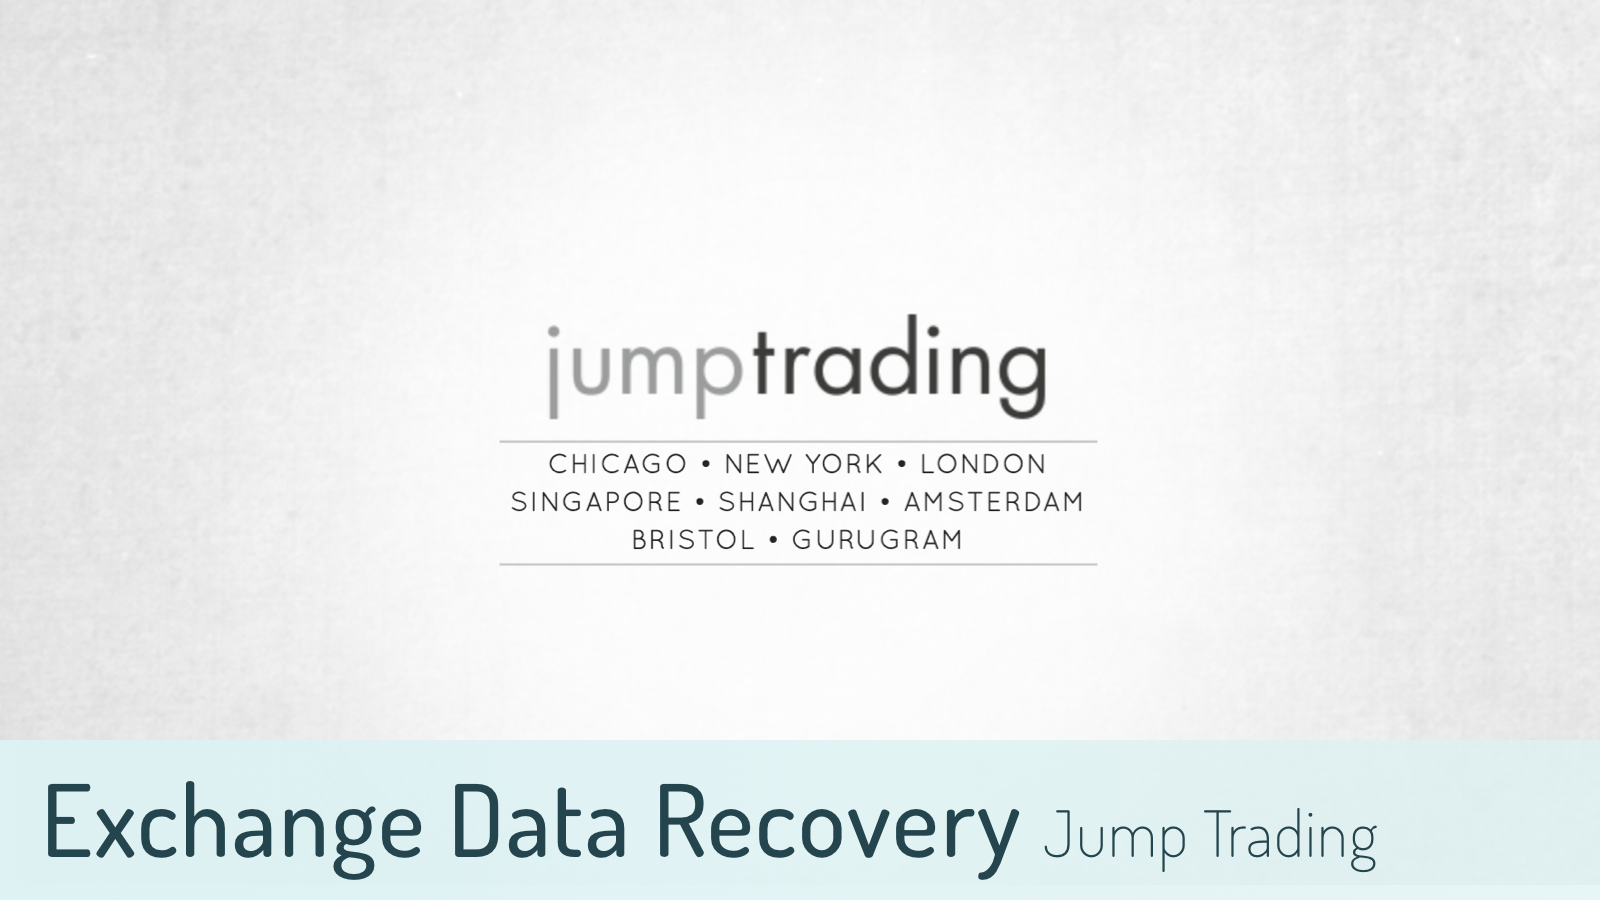 jumptrading
CHICAGO • NEW YORK • LONDON
SINGAPORE • SHANGHAI • AMSTERDAM
BRISTOL • GURUGRAM
Exchange Data Recovery Jump Trading